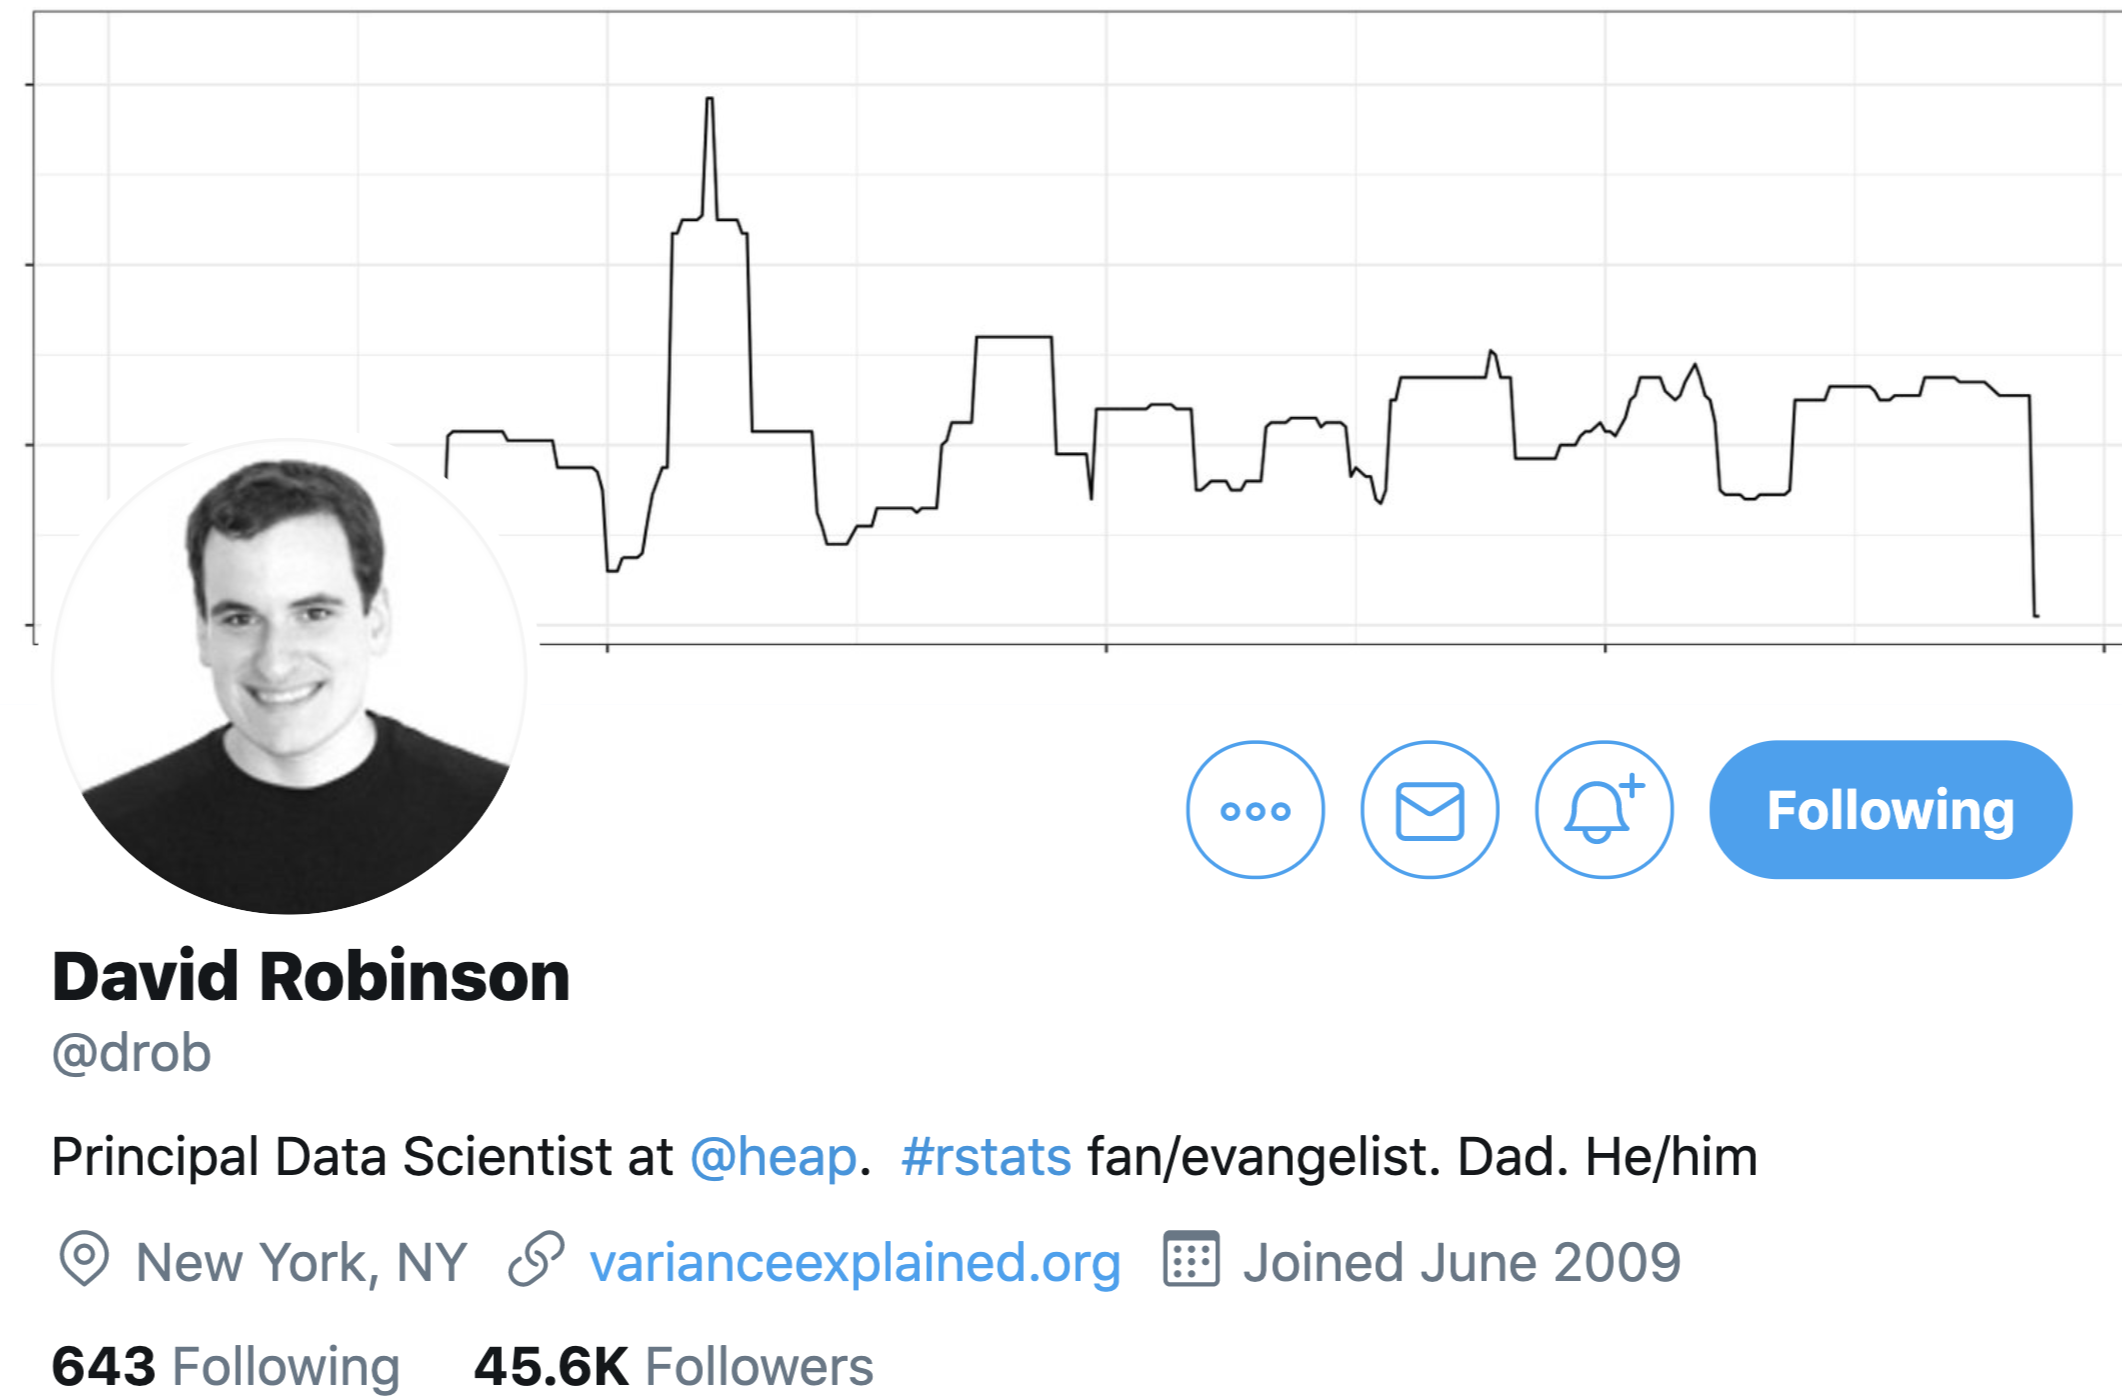 Following
David Robinson
@drob
Principal Data Scientist at @heap. #rstats fan/evangelist. Dad. He/him
New York, NY varianceexplained.org Joined June 2009
643 Following 45.6K Followers